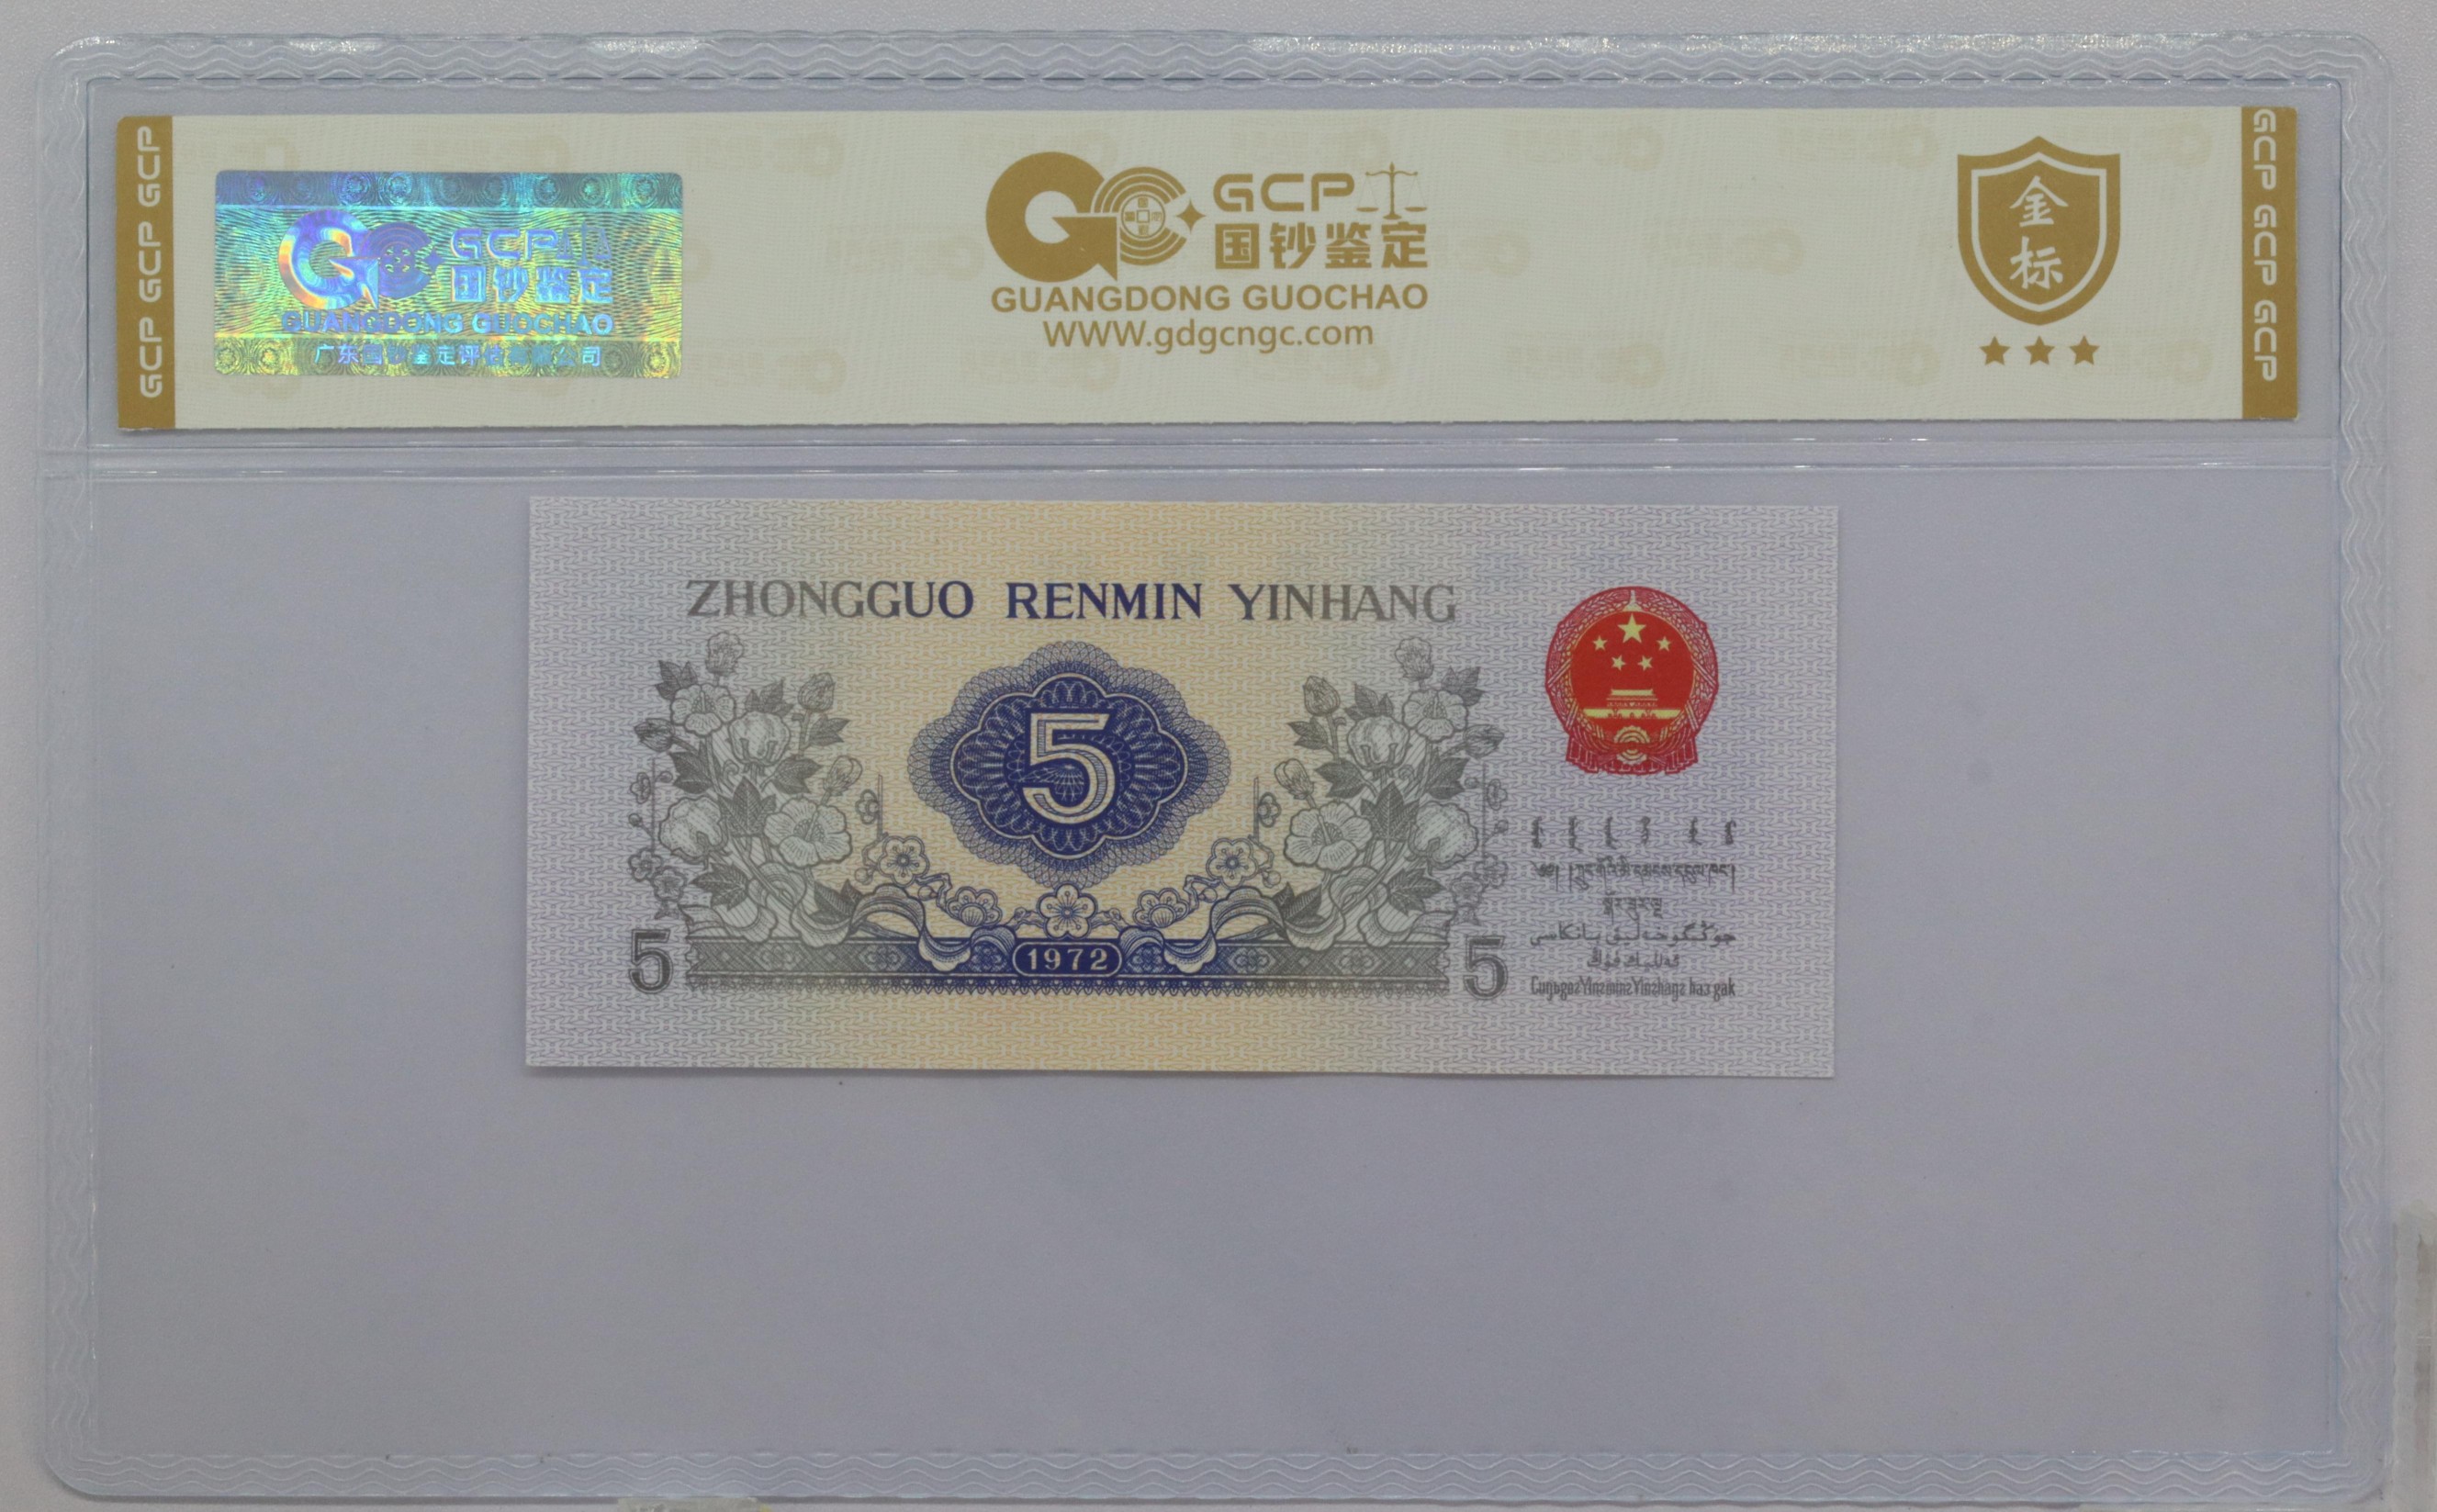 GCP GCP GCP
GCP
国钞鉴定
GUANGDONG GUOCHAO
广东国钞鉴定评估有限公司
GCP
国钞鉴定
GUANGDONG GUOCHAO
WWW.gdgcngc.com
金
标
GCP GCP GCP
ZHONGGUO RENMIN YINHANG
5
1972
5
5